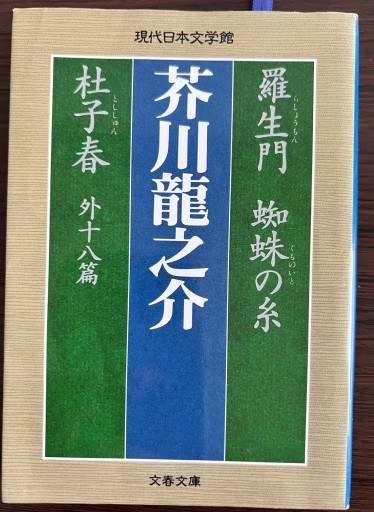 現代日本文学館
羅生門 蜘蛛の糸
らしょうもん くものいと
芥川龍之介
杜子春 外十八篇
とししゅん
文春文庫